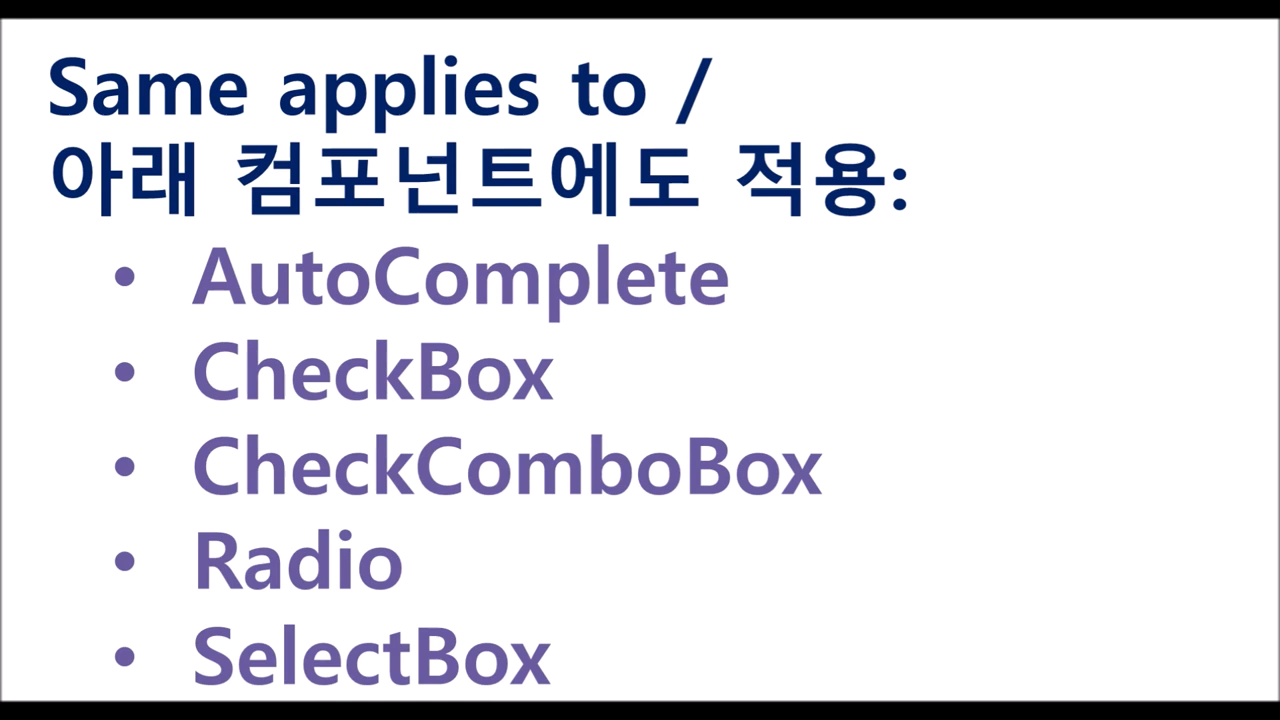 Same applies to /
아래 컴포넌트에도 적용:
• AutoComplete
• CheckBox
• CheckComboBox
• Radio
• SelectBox